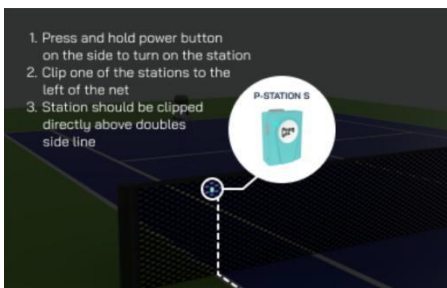 1. Press and hold power button
on the side to turn on the station
2. Clip one of the stations to the
left of the net
3. Station should be clipped
directly above doubles
side line
P-STATION S